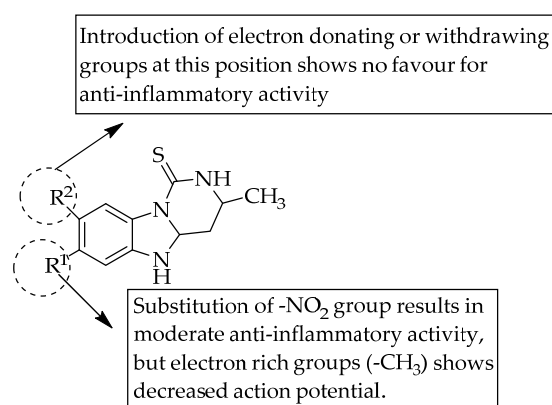 Introduction of electron donating or withdrawing
groups at this position shows no favour for
anti-inflammatory activity
S
NH
R²
N
CH₃
R¹
N
H
Substitution of -NO₂ group results in
moderate anti-inflammatory activity,
but electron rich groups (-CH₃) shows
decreased action potential.